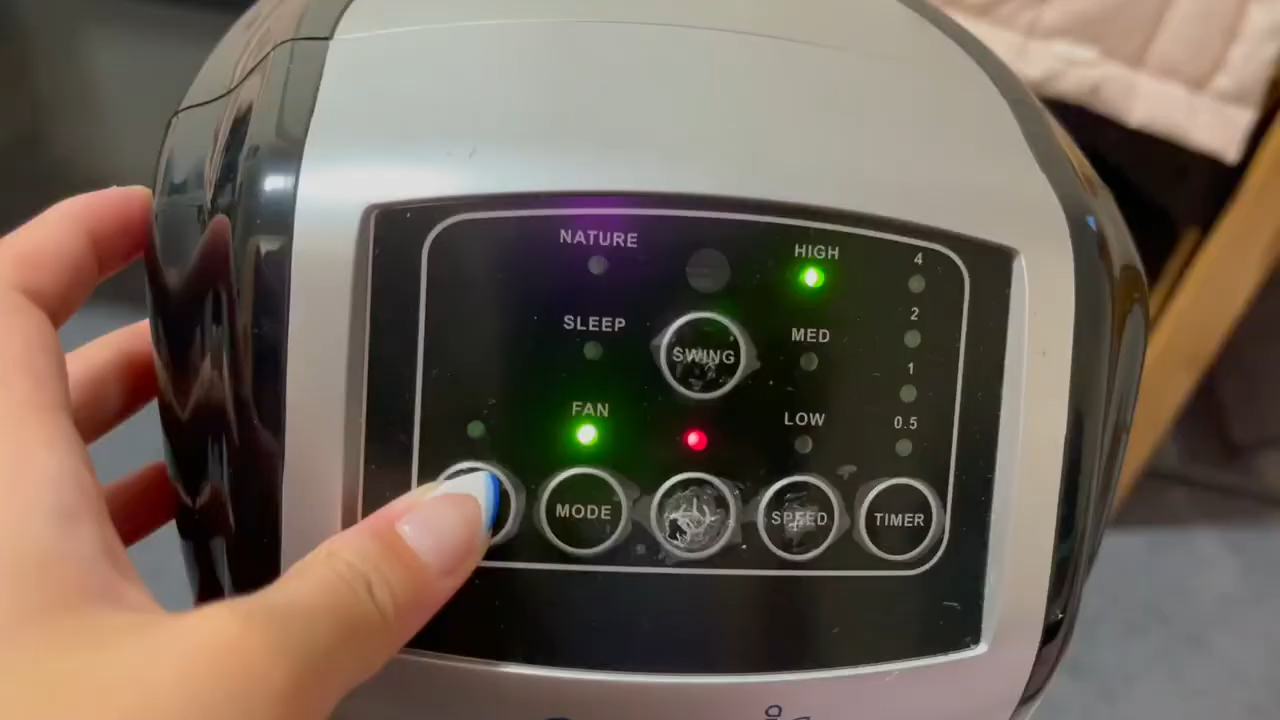 NATURE
HIGH
4
SLEEP
SWING
MED
2
1
FAN
LOW
0.5
MODE
SPEED
TIMER